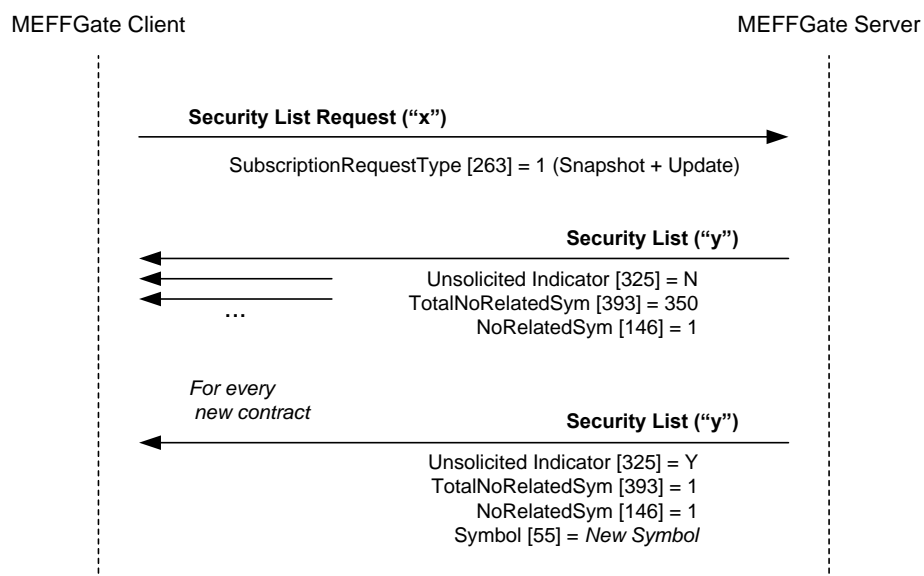 MEFFGate Client
MEFFGate Server
Security List Request (“x”)
SubscriptionRequestType [263] = 1 (Snapshot + Update)
Security List (“y”)
Unsolicited Indicator [325] = N
TotalNoRelatedSym [393] = 350
NoRelatedSym [146] = 1
...
For every
new contract
Security List (“y”)
Unsolicited Indicator [325] = Y
TotalNoRelatedSym [393] = 1
NoRelatedSym [146] = 1
Symbol [55] = New Symbol